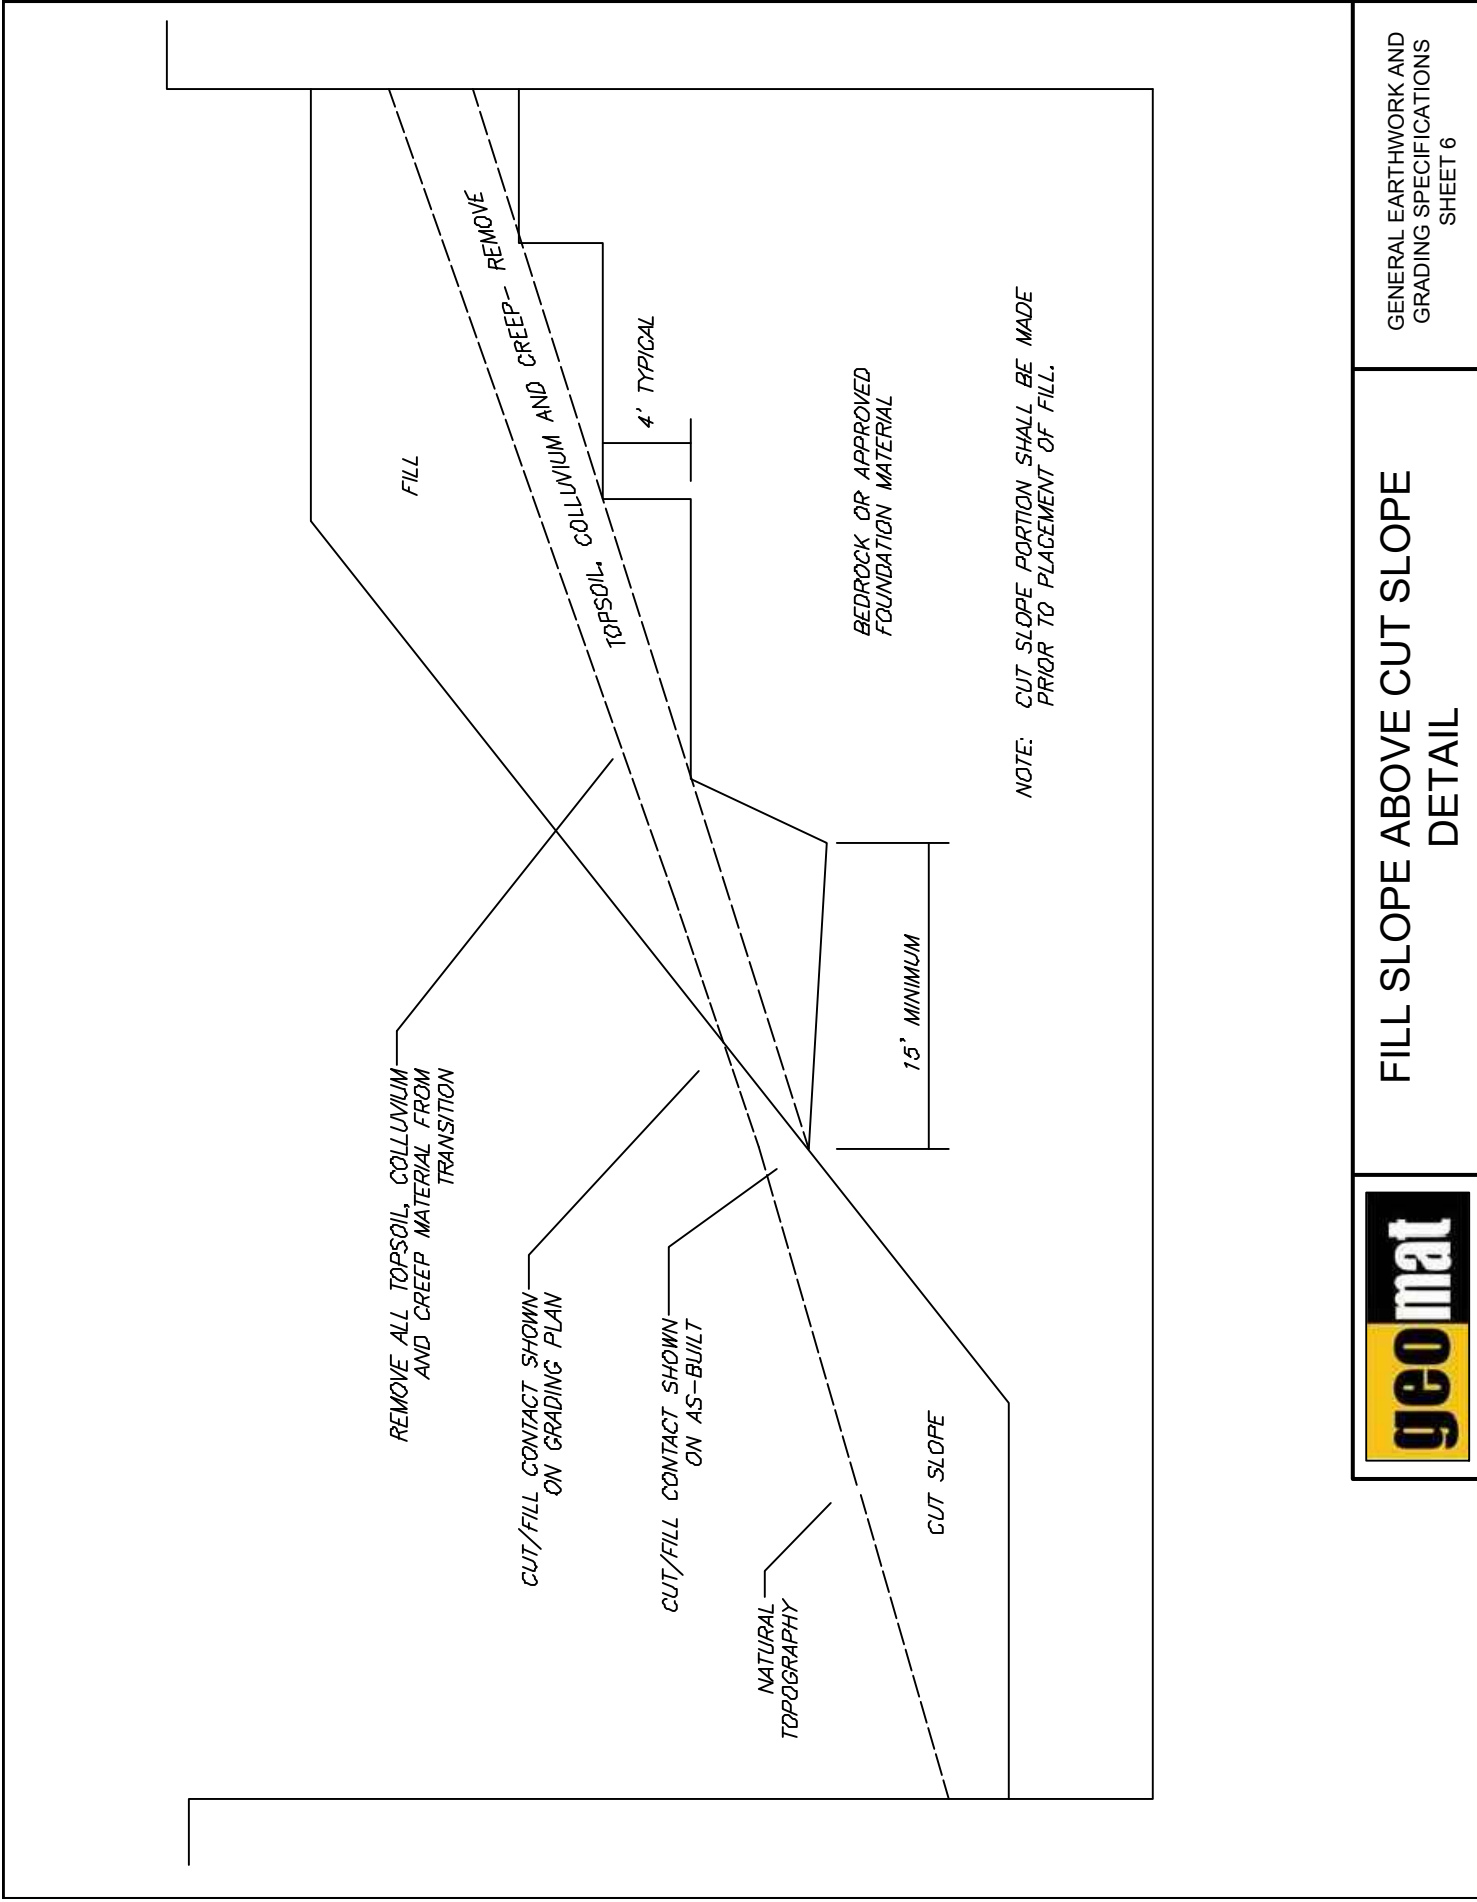 REMOVE ALL TOPSOIL, COLLUVIUM
AND CREEP MATERIAL FROM
TRANSITION
CUT/FILL CONTACT SHOWN
ON GRADING PLAN
CUT/FILL CONTACT SHOWN
ON AS-BUILT
NATURAL
TOPOGRAPHY
CUT SLOPE
FILL
TOPSOIL, COLLUVIUM AND CREEP- REMOVE
4' TYPICAL
15' MINIMUM
BEDROCK OR APPROVED
FOUNDATION MATERIAL
NOTE: CUT SLOPE PORTION SHALL BE MADE
PRIOR TO PLACEMENT OF FILL.
geomat
FILL SLOPE ABOVE CUT SLOPE
DETAIL
GENERAL EARTHWORK AND
GRADING SPECIFICATIONS
SHEET 6